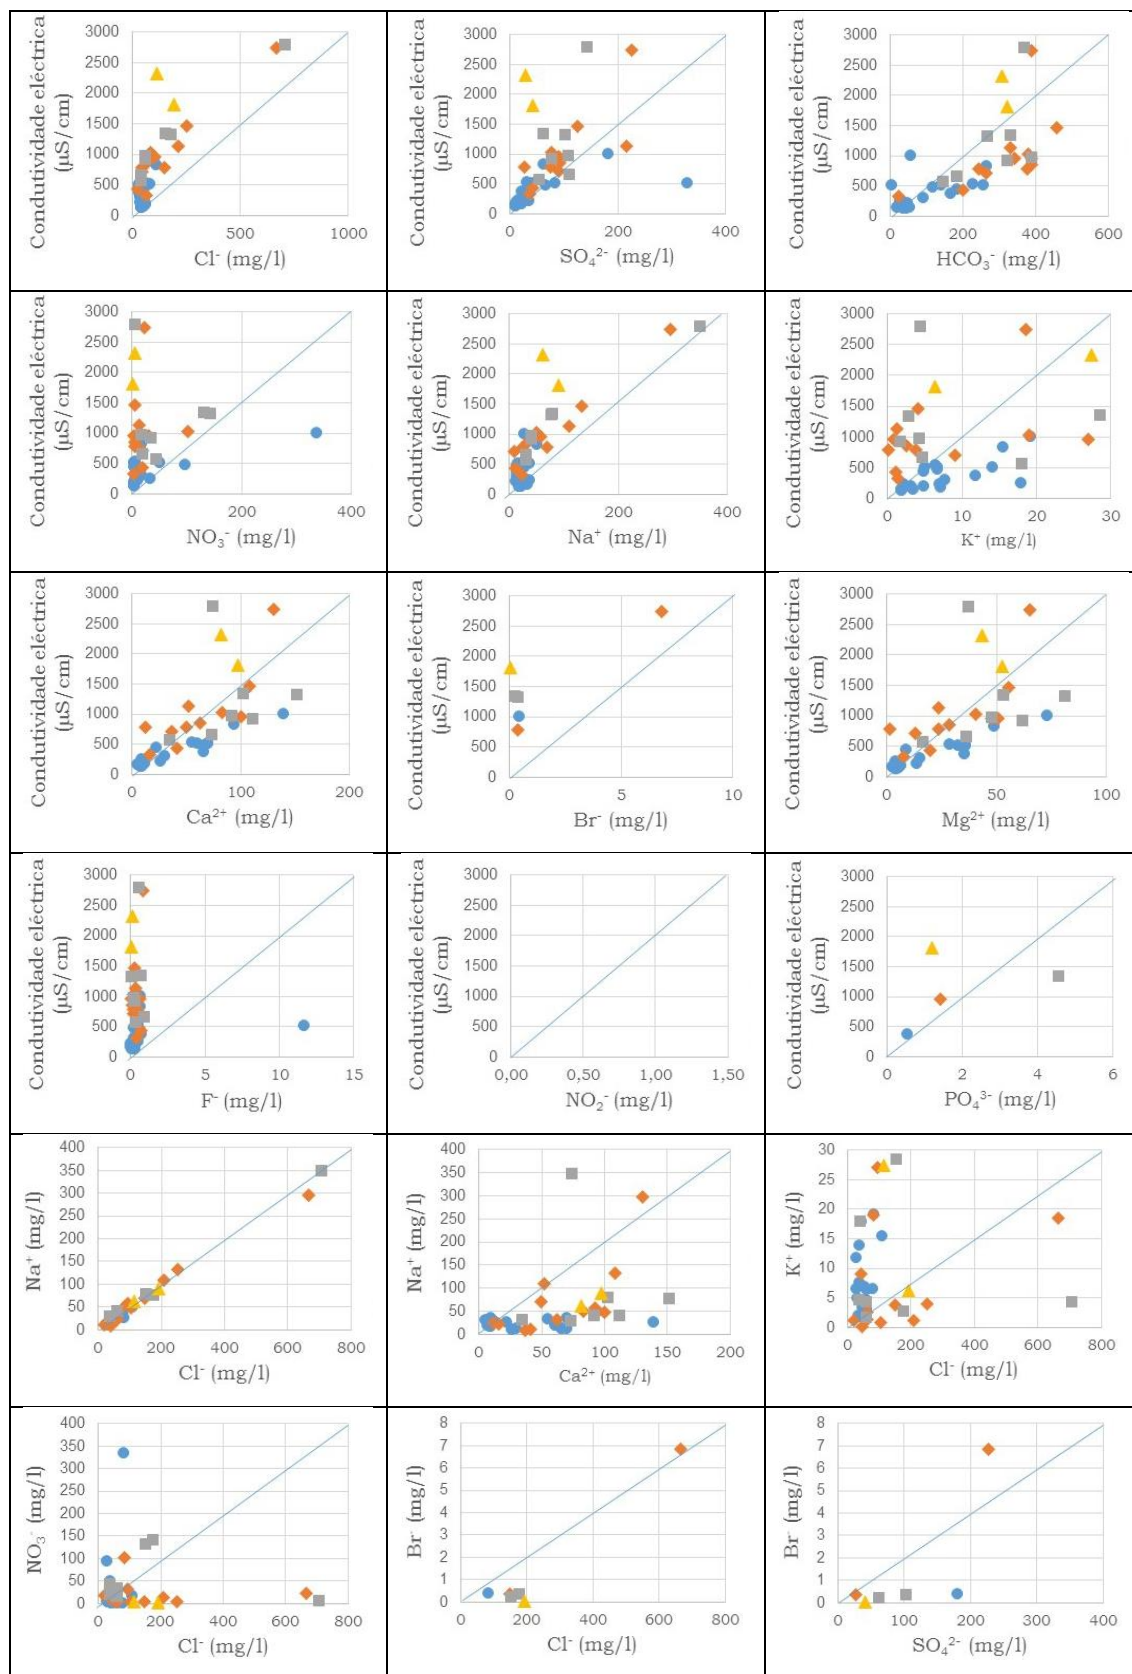 Condutividade eléctrica
(µS/cm)
3000
2500
2000
1500
1000
500
0
0 500 1000
Cl⁻ (mg/l)
Condutividade eléctrica
(µS/cm)
3000
2500
2000
1500
1000
500
0
0 200 400
SO₄²⁻ (mg/l)
Condutividade eléctrica
(µS/cm)
3000
2500
2000
1500
1000
500
0
0 200 400 600
HCO₃⁻ (mg/l)
Condutividade eléctrica
(µS/cm)
3000
2500
2000
1500
1000
500
0
0 200 400
NO₃⁻ (mg/l)
Condutividade eléctrica
(µS/cm)
3000
2500
2000
1500
1000
500
0
0 200 400
Na⁺ (mg/l)
Condutividade eléctrica
(µS/cm)
3000
2500
2000
1500
1000
500
0
0 10 20 30
K⁺ (mg/l)
Condutividade eléctrica
(µS/cm)
3000
2500
2000
1500
1000
500
0
0 100 200
Ca²⁺ (mg/l)
Condutividade eléctrica
(µS/cm)
3000
2500
2000
1500
1000
500
0
0 5 10
Br⁻ (mg/l)
Condutividade eléctrica
(µS/cm)
3000
2500
2000
1500
1000
500
0
0 50 100
Mg²⁺ (mg/l)
Condutividade eléctrica
(µS/cm)
3000
2500
2000
1500
1000
500
0
0 5 10 15
F⁻ (mg/l)
Condutividade eléctrica
(µS/cm)
3000
2500
2000
1500
1000
500
0
0,00 0,50 1,00 1,50
NO₂⁻ (mg/l)
Condutividade eléctrica
(µS/cm)
3000
2500
2000
1500
1000
500
0
0 2 4 6
PO₄³⁻ (mg/l)
Na⁺ (mg/l)
400
350
300
250
200
150
100
50
0
0 200 400 600 800
Cl⁻ (mg/l)
Na⁺ (mg/l)
400
350
300
250
200
150
100
50
0
0 50 100 150 200
Ca²⁺ (mg/l)
K⁺ (mg/l)
30
25
20
15
10
5
0
0 200 400 600 800
Cl⁻ (mg/l)
NO₃⁻ (mg/l)
400
350
300
250
200
150
100
50
0
0 200 400 600 800
Cl⁻ (mg/l)
Br⁻ (mg/l)
8
7
6
5
4
3
2
1
0
0 200 400 600 800
Cl⁻ (mg/l)
Br⁻ (mg/l)
8
7
6
5
4
3
2
1
0
0 100 200 300 400
SO₄²⁻ (mg/l)